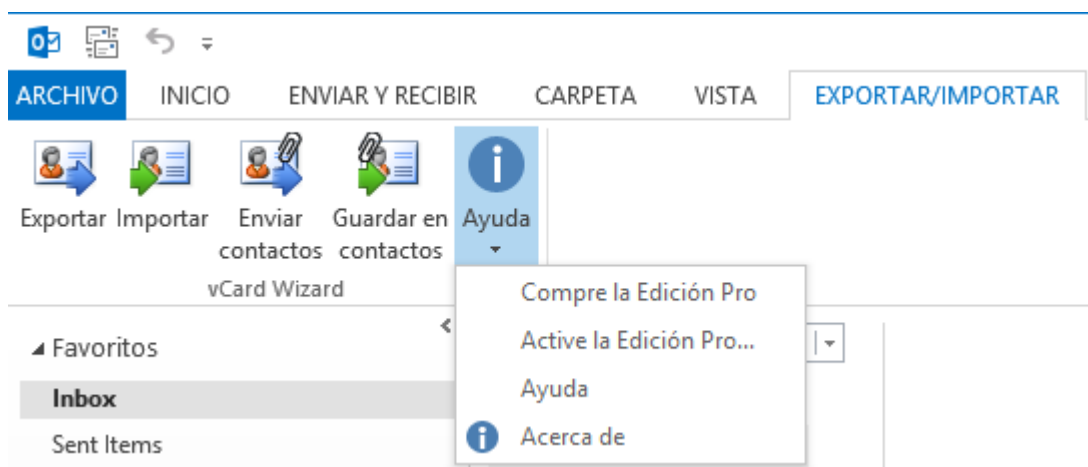 ARCHIVO INICIO ENVIAR Y RECIBIR CARPETA VISTA EXPORTAR/IMPORTAR
Exportar Importar Enviar contactos Guardar en contactos Ayuda
vCard Wizard
Compre la Edición Pro
Active la Edición Pro...
Ayuda
Acerca de
Favoritos
Inbox
Sent Items